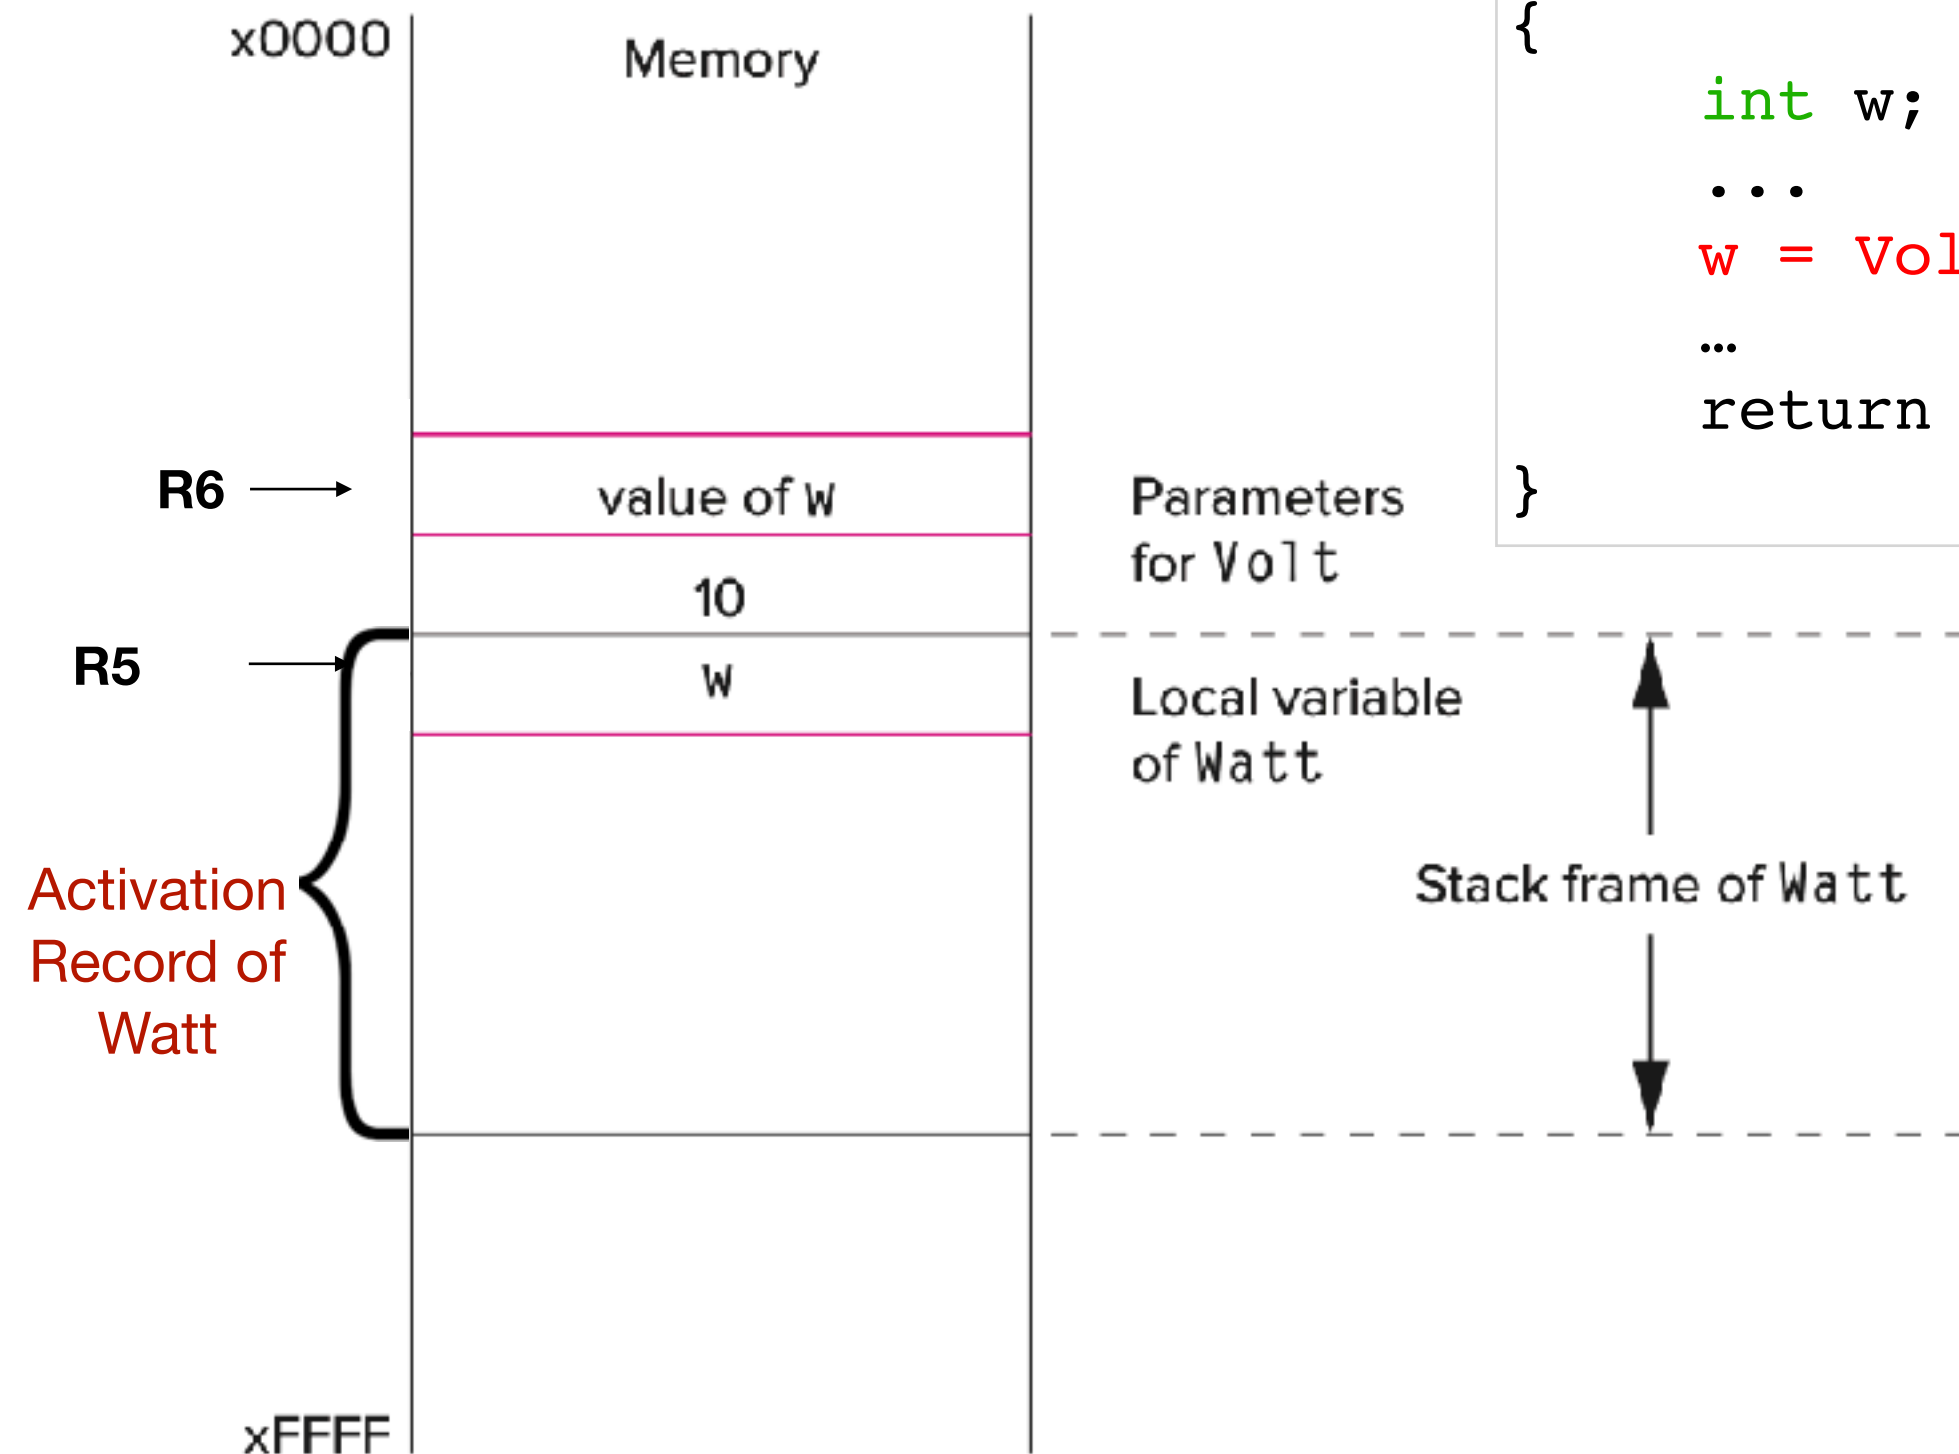 x0000
Memory
{
int w;
...
w = Vol
…
return
}
R6
value of W
Parameters
for Volt
10
R5
W
Local variable
of Watt
Activation
Record of
Watt
Stack frame of Watt
xFFFF